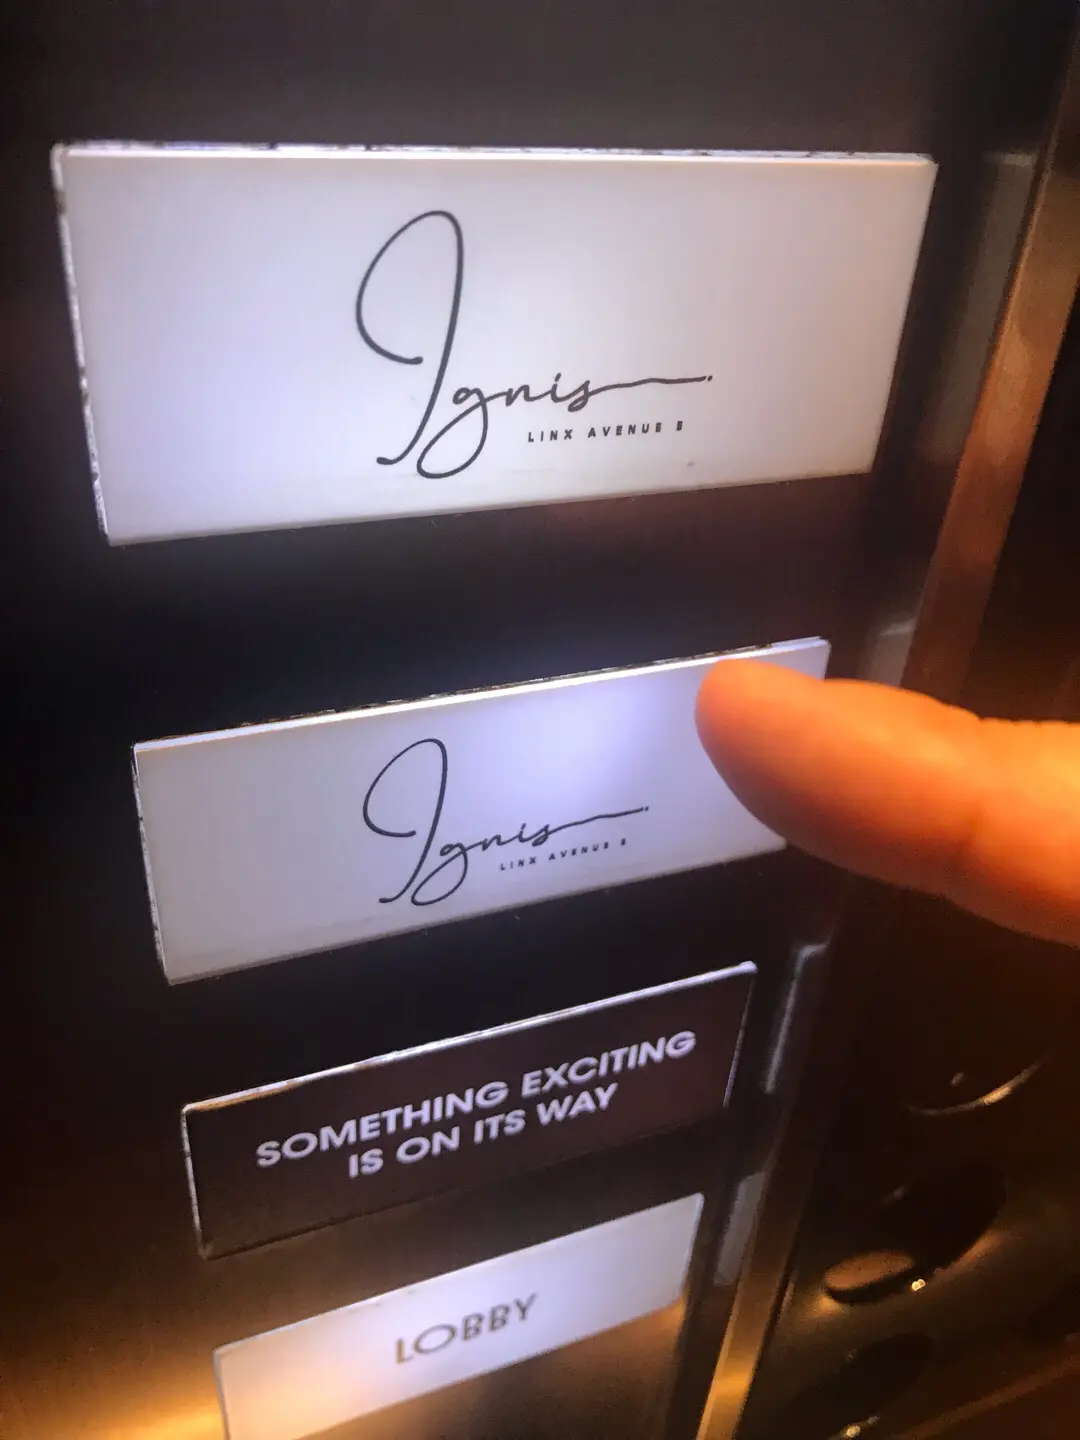 Ignis
LINX AVENUE E
Ignis
LINX AVENUE E
SOMETHING EXCITING
IS ON ITS WAY
LOBBY